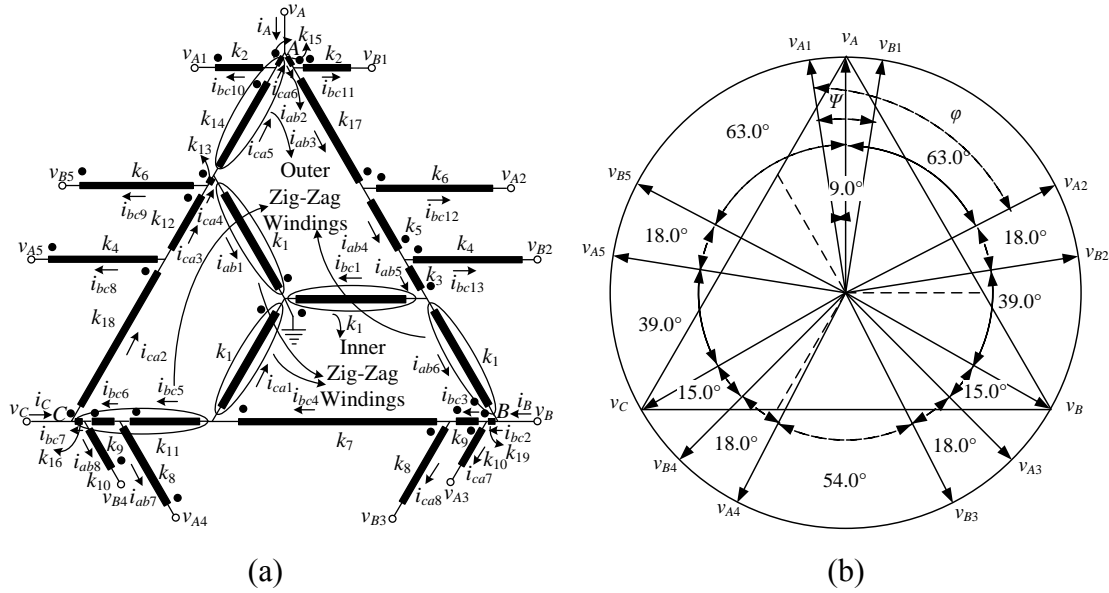 v_A
i_A
k_15
A
v_A1
k_2
k_2
v_B1
i_bc10
i_bc11
i_ca6
i_ab2
k_14
i_ab3
k_17
i_ca5
k_13
Outer
Zig-Zag
Windings
v_B5
k_6
k_6
v_A2
i_bc9
k_12
i_ca4
i_bc12
k_5
v_A5
k_4
k_1
i_ab4
k_4
v_B2
i_ca3
i_ab1
i_bc1
i_ab5
i_bc8
k_3
i_bc13
k_18
k_1
k_1
k_1
Inner
Zig-Zag
Windings
i_ca2
i_ca1
i_ab6
i_bc6
i_bc5
i_bc4
i_bc3
v_C
i_C
C
B
i_B
v_B
i_bc7
k_9
k_11
k_7
k_9
i_bc2
k_16
i_ab8
k_10
k_8
k_8
k_10
k_19
v_B4
i_ab7
i_ca8
i_ca7
v_A3
v_A4
v_B3
(a)
v_A1
v_A
v_B1
Ψ
φ
63.0°
63.0°
9.0°
v_B5
v_A2
18.0°
18.0°
v_A5
v_B2
39.0°
39.0°
15.0°
15.0°
v_C
v_B
18.0°
18.0°
v_B4
v_A3
54.0°
v_A4
v_B3
(b)